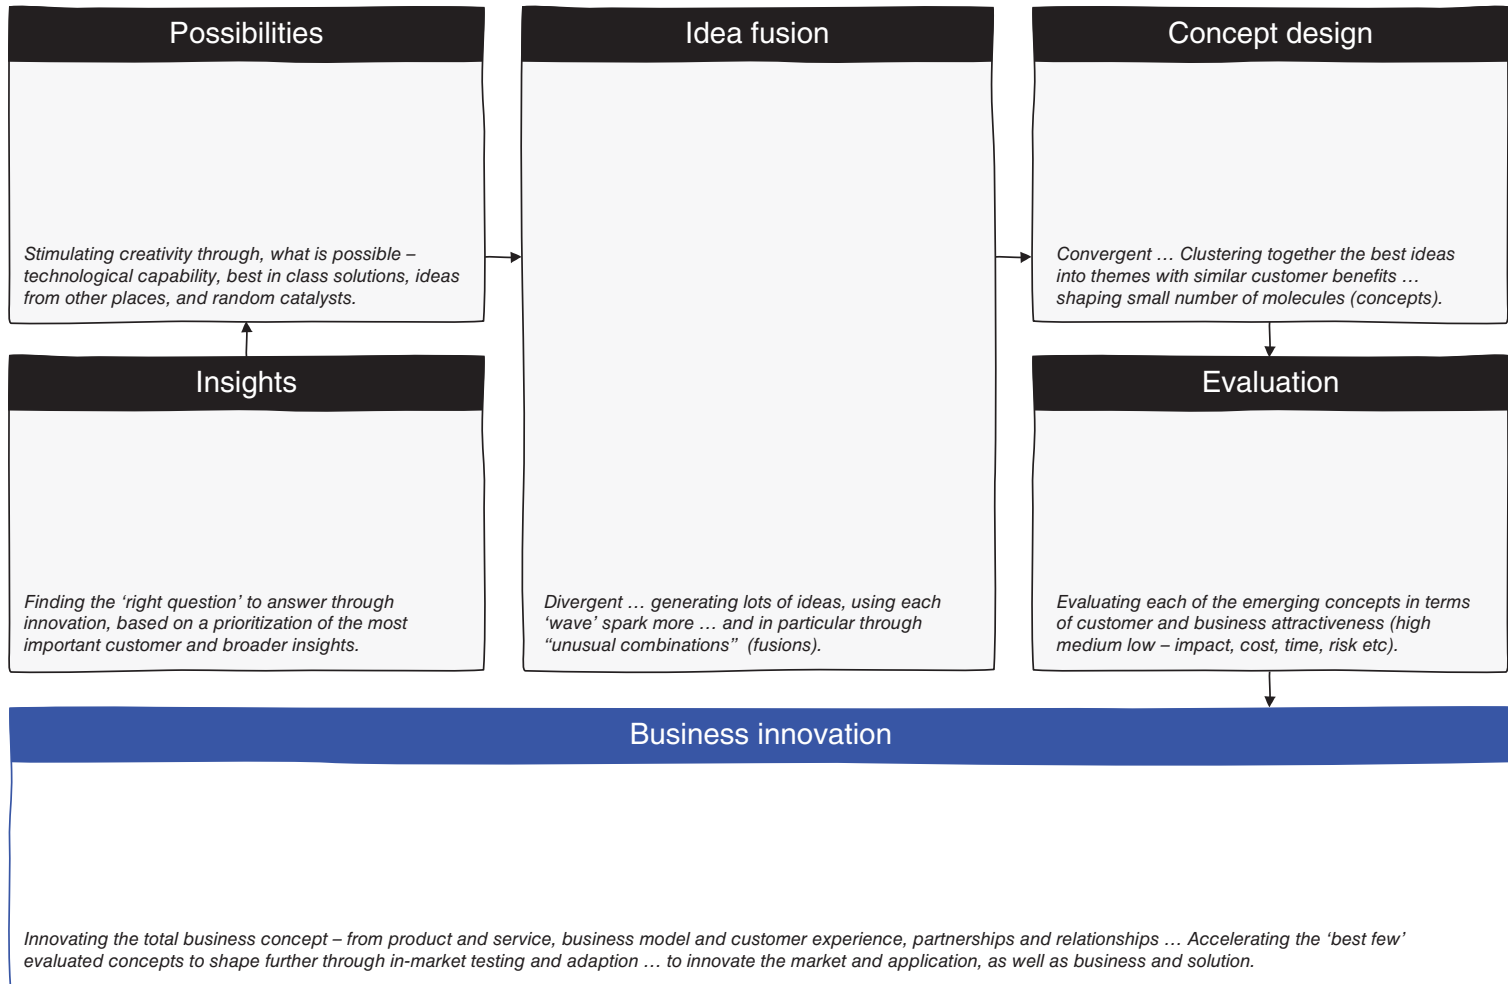 Possibilities
Stimulating creativity through, what is possible –
technological capability, best in class solutions, ideas
from other places, and random catalysts.
Insights
Finding the ‘right question’ to answer through
innovation, based on a prioritization of the most
important customer and broader insights.
Idea fusion
Divergent … generating lots of ideas, using each
‘wave’ spark more … and in particular through
“unusual combinations” (fusions).
Concept design
Convergent … Clustering together the best ideas
into themes with similar customer benefits …
shaping small number of molecules (concepts).
Evaluation
Evaluating each of the emerging concepts in terms
of customer and business attractiveness (high
medium low – impact, cost, time, risk etc).
Business innovation
Innovating the total business concept – from product and service, business model and customer experience, partnerships and relationships … Accelerating the ‘best few’
evaluated concepts to shape further through in-market testing and adaption … to innovate the market and application, as well as business and solution.